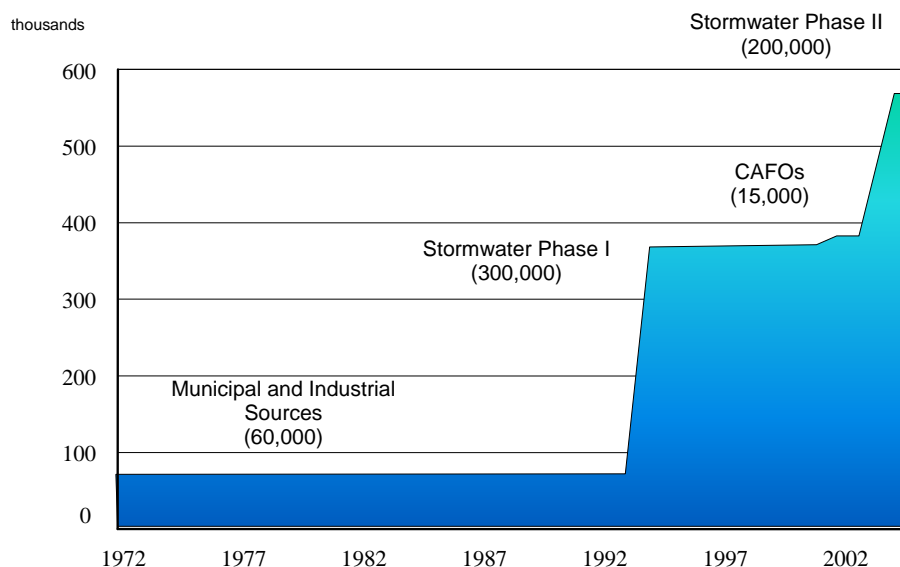 thousands
Stormwater Phase II
(200,000)
600
500
CAFOs
(15,000)
400
Stormwater Phase I
(300,000)
300
200
Municipal and Industrial
Sources
(60,000)
100
0
1972 1977 1982 1987 1992 1997 2002